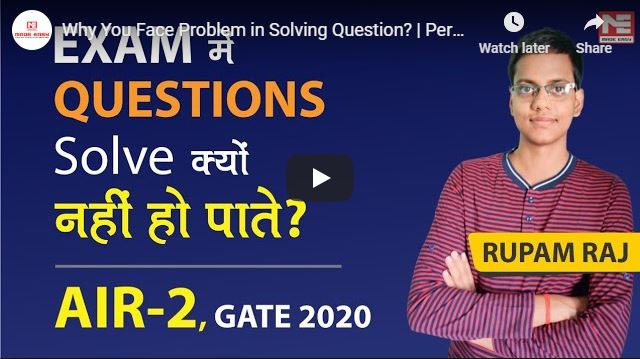 MADE EASY
Why You Face Problem in Solving Question? | Per...
Watch later
Share
ME
MADE EASY
EXAM मे
QUESTIONS
Solve क्यों
नहीं हो पाते?
RUPAM RAJ
AIR-2, GATE 2020